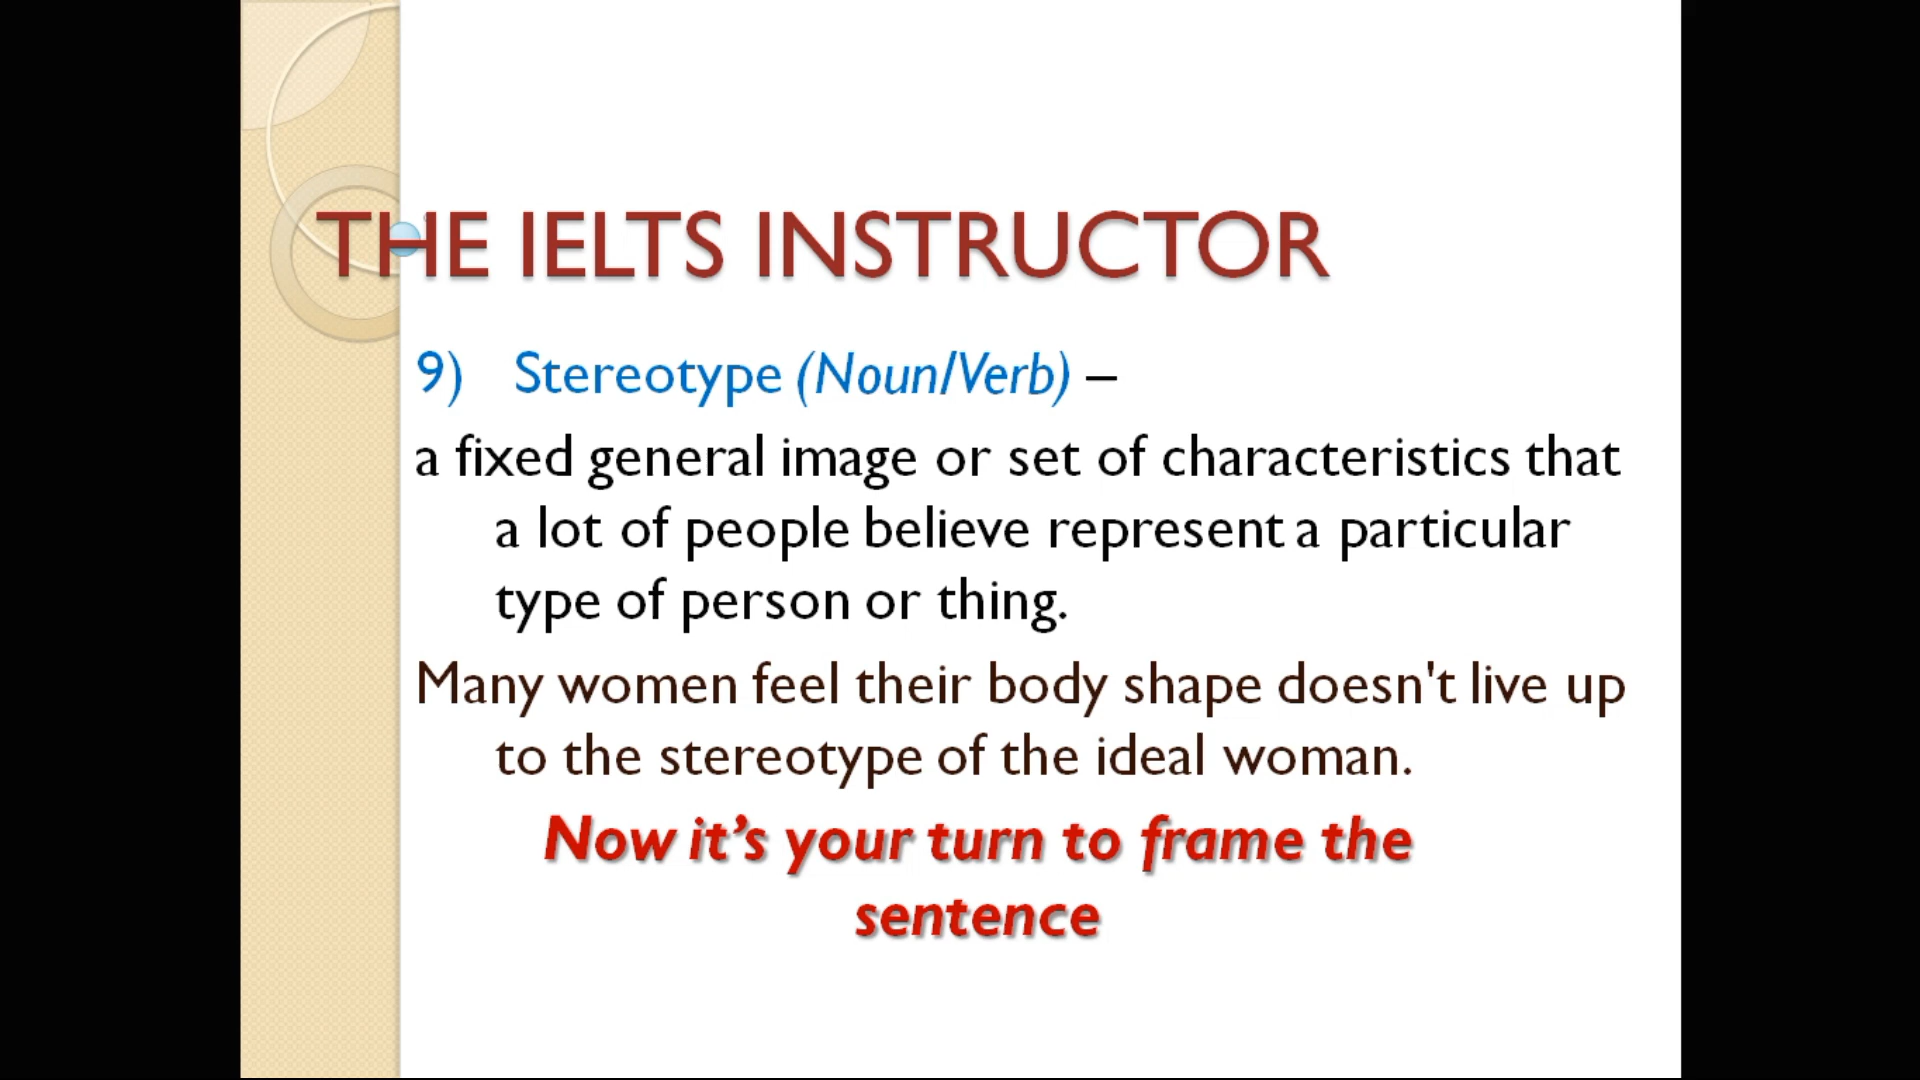 THE IELTS INSTRUCTOR
9) Stereotype (Noun/Verb) –
a fixed general image or set of characteristics that
a lot of people believe represent a particular
type of person or thing.
Many women feel their body shape doesn't live up
to the stereotype of the ideal woman.
Now it’s your turn to frame the
sentence